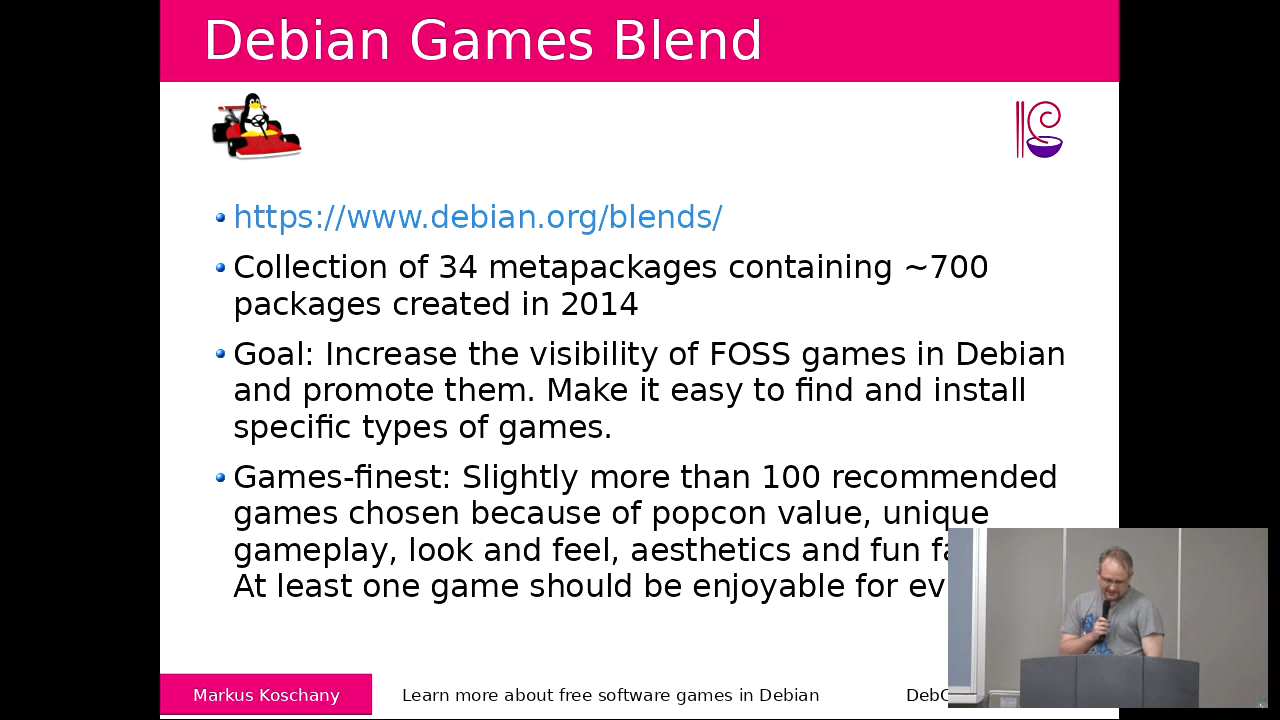 Debian Games Blend
https://www.debian.org/blends/
Collection of 34 metapackages containing ~700
packages created in 2014
Goal: Increase the visibility of FOSS games in Debian
and promote them. Make it easy to find and install
specific types of games.
Games-finest: Slightly more than 100 recommended
games chosen because of popcon value, unique
gameplay, look and feel, aesthetics and fun
At least one game should be enjoyable for
Markus Koschany
Learn more about free software games in Debian